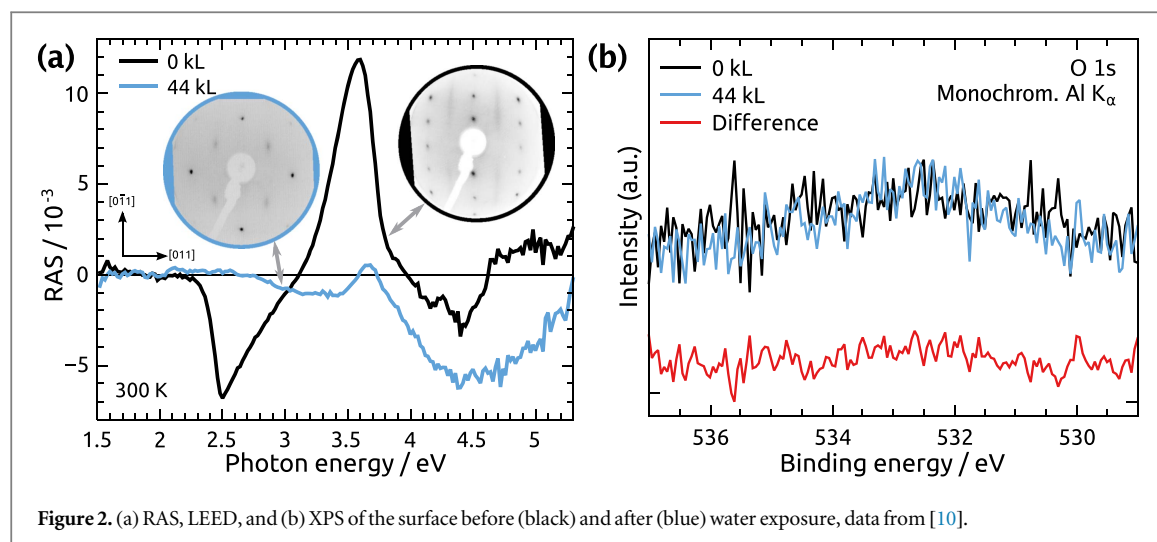 (a)
0 kL
44 kL
RAS / 10⁻³
10
5
0
−5
[01̄1]
[011]
300 K
1.5 2 2.5 3 3.5 4 4.5 5
Photon energy / eV
(b)
0 kL
44 kL
Difference
O 1s
Monochrom. Al Kα
Intensity (a.u.)
536 534 532 530
Binding energy / eV
Figure 2. (a) RAS, LEED, and (b) XPS of the surface before (black) and after (blue) water exposure, data from [10].